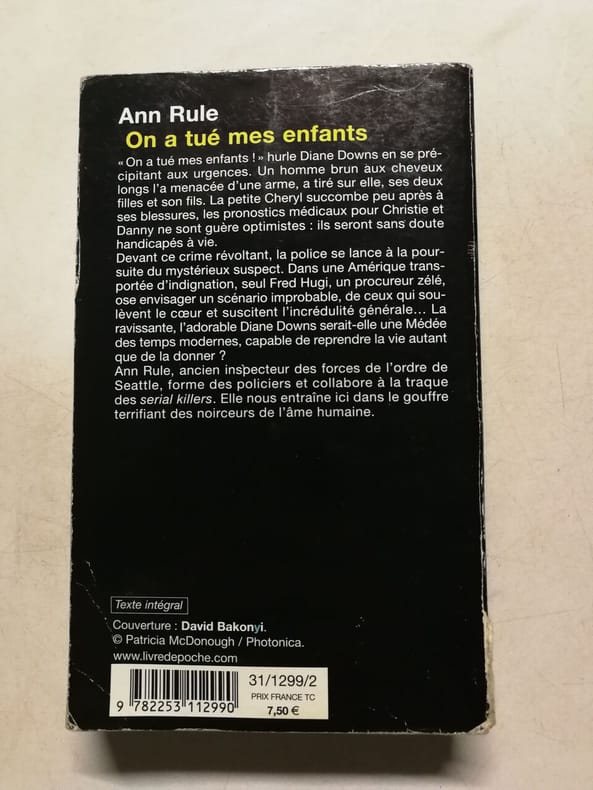 Ann Rule
On a tué mes enfants
« On a tué mes enfants ! » hurle Diane Downs en se pré-
cipitant aux urgences. Un homme brun aux cheveux
longs l’a menacée d’une arme, a tiré sur elle, ses deux
filles et son fils. La petite Cheryl succombe peu après à
ses blessures, les pronostics médicaux pour Christie et
Danny ne sont guère optimistes : ils seront sans doute
handicapés à vie.
Devant ce crime révoltant, la police se lance à la pour-
suite du mystérieux suspect. Dans une Amérique trans-
portée d’indignation, seul Fred Hugi, un procureur zélé,
ose envisager un scénario improbable, de ceux qui sou-
lèvent le cœur et suscitent l’incrédulité générale… La
ravissante, l’adorable Diane Downs serait-elle une Médée
des temps modernes, capable de reprendre la vie autant
que de la donner ?
Ann Rule, ancien inspecteur des forces de l’ordre de
Seattle, forme des policiers et collabore à la traque
des serial killers. Elle nous entraîne ici dans le gouffre
terrifiant des noirceurs de l’âme humaine.
Texte intégral
Couverture : David Bakonyi.
© Patricia McDonough / Photonica.
www.livredepoche.com
31/1299/2
PRIX FRANCE TC
7,50 €
9 782253 112990